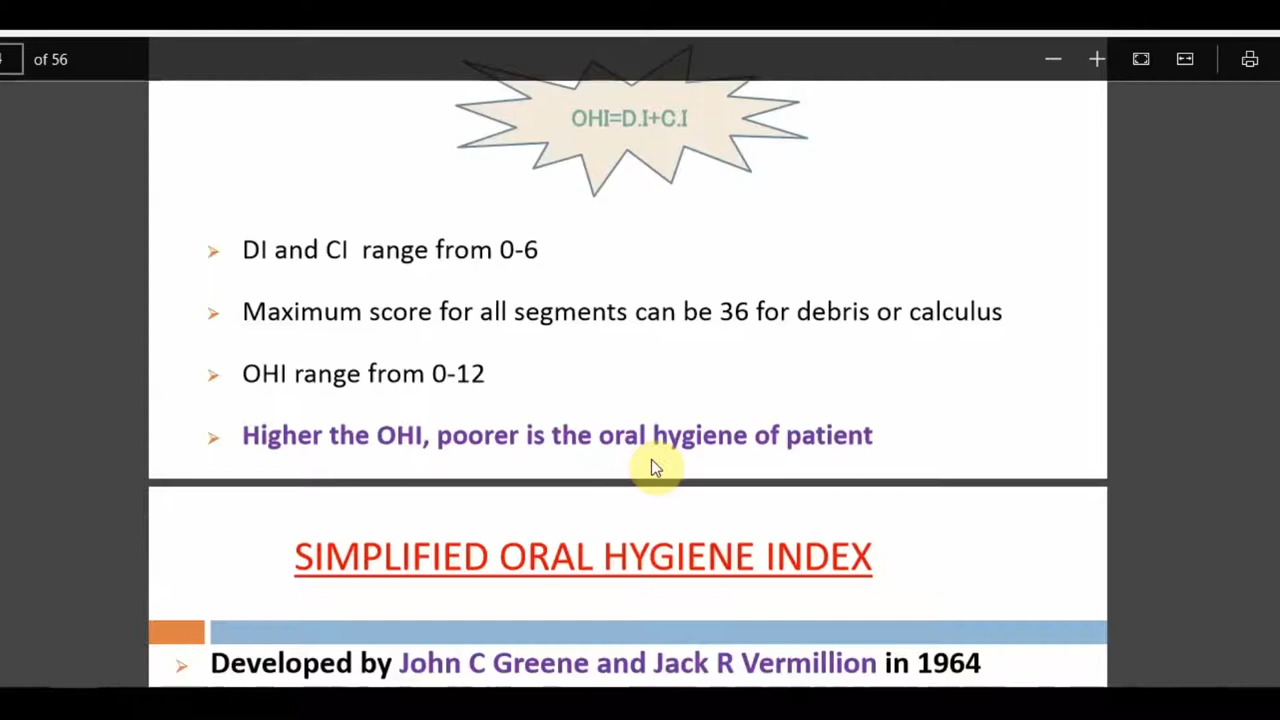 of 56
OHI=D.I+C.I
DI and CI  range from 0-6
Maximum score for all segments can be 36 for debris or calculus
OHI range from 0-12
Higher the OHI, poorer is the oral hygiene of patient
SIMPLIFIED ORAL HYGIENE INDEX
Developed by John C Greene and Jack R Vermillion in 1964